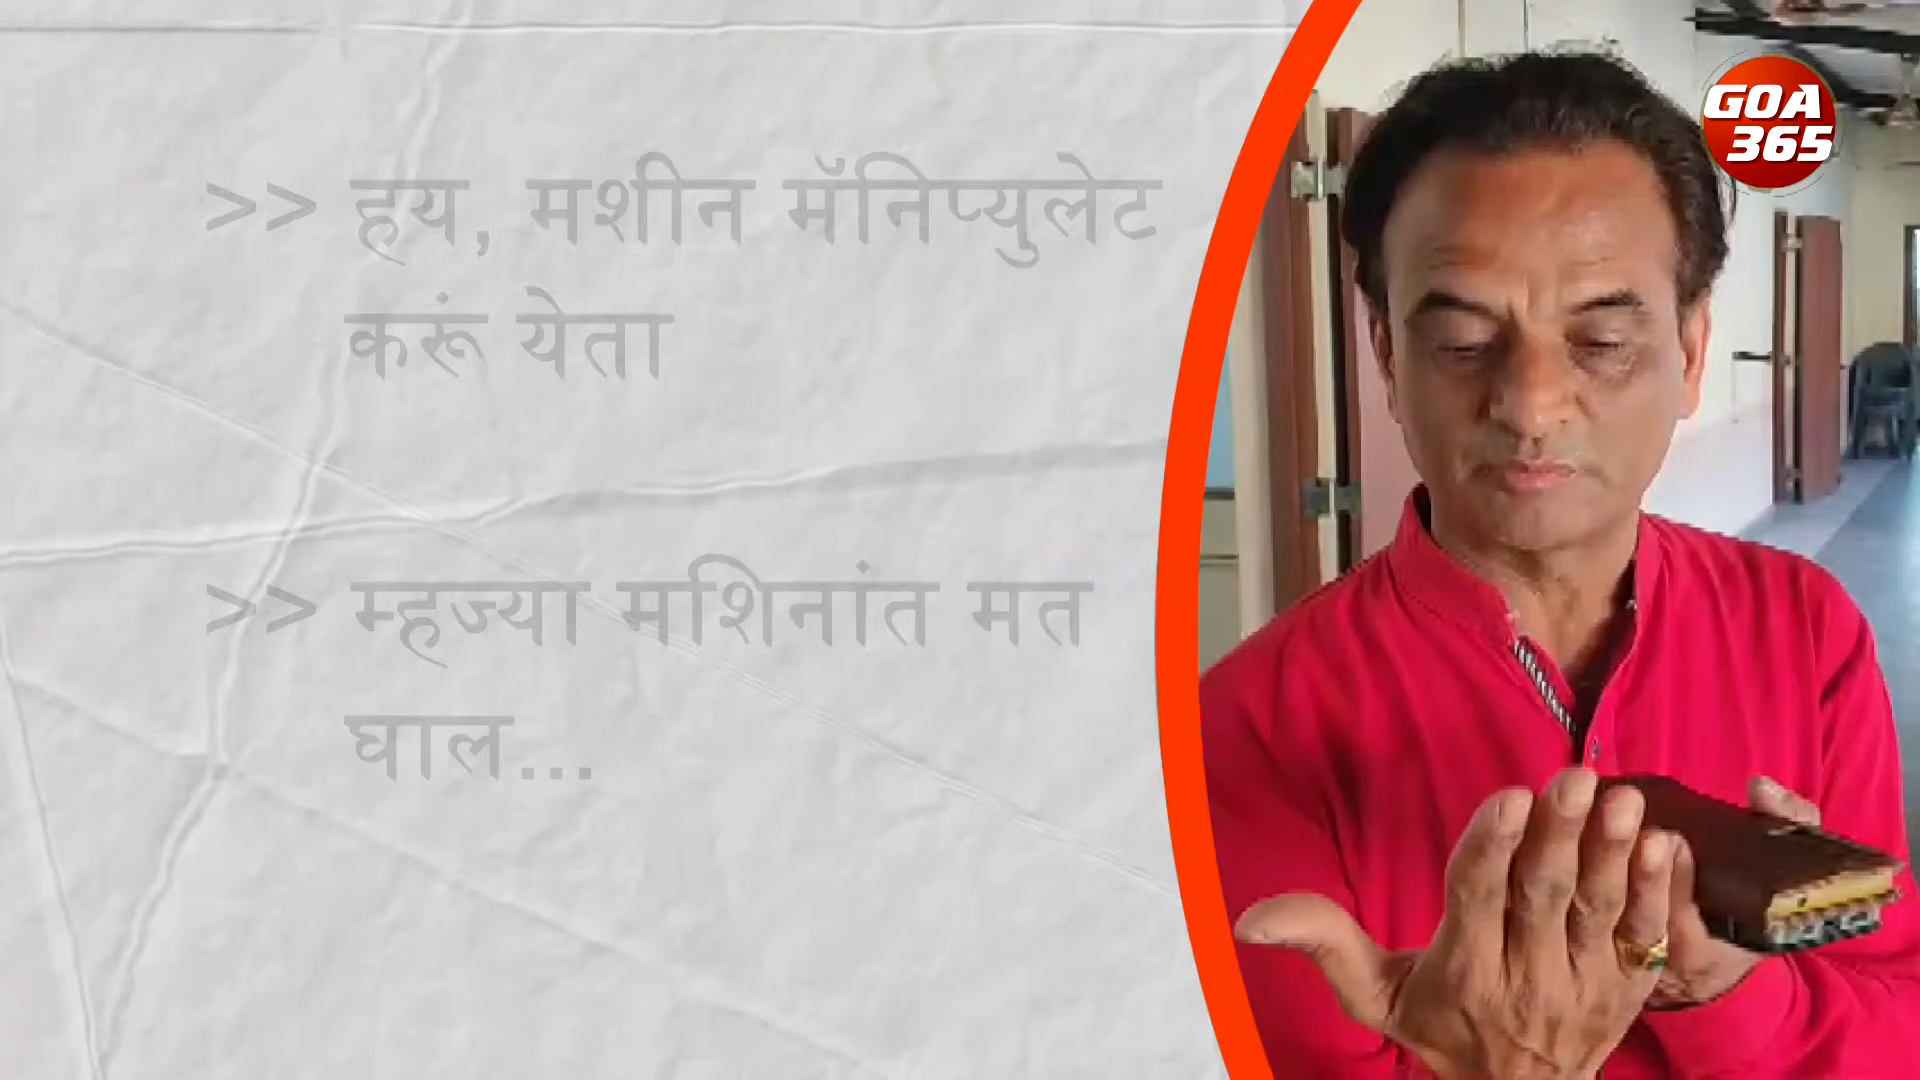 >> हय, मशीन मॅनिप्युलेट
करूं येता
>> म्हज्या मशिनांत मत
घाल...
GOA
365